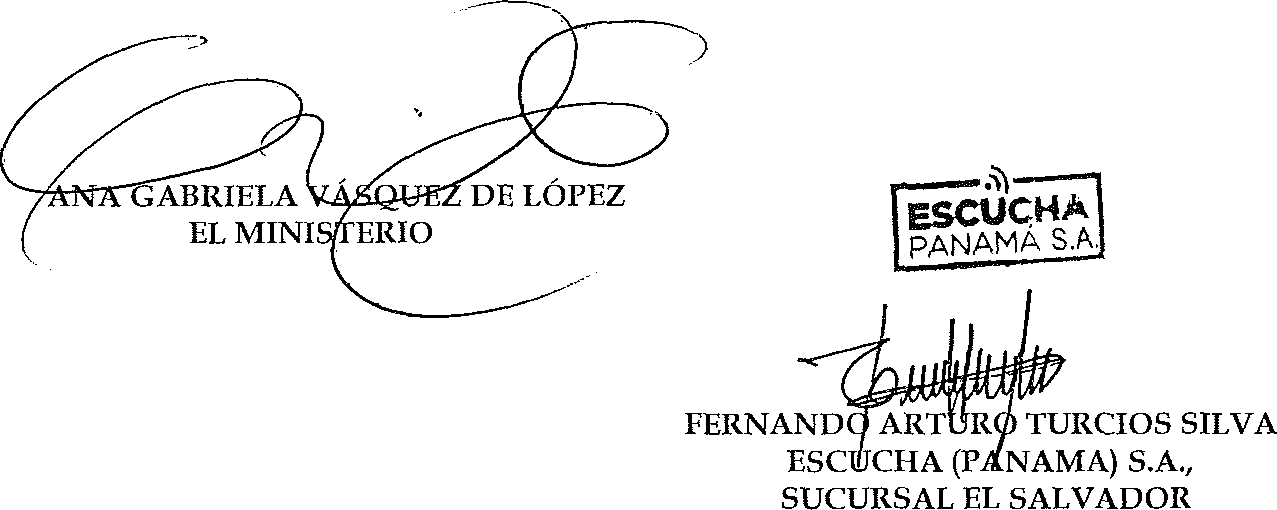 ANA GABRIELA VÁSQUEZ DE LÓPEZ
EL MINISTERIO
ESCUCHA
PANAMÁ S.A.
FERNANDO ARTURO TURCIOS SILVA
ESCUCHA (PANAMA) S.A.,
SUCURSAL EL SALVADOR